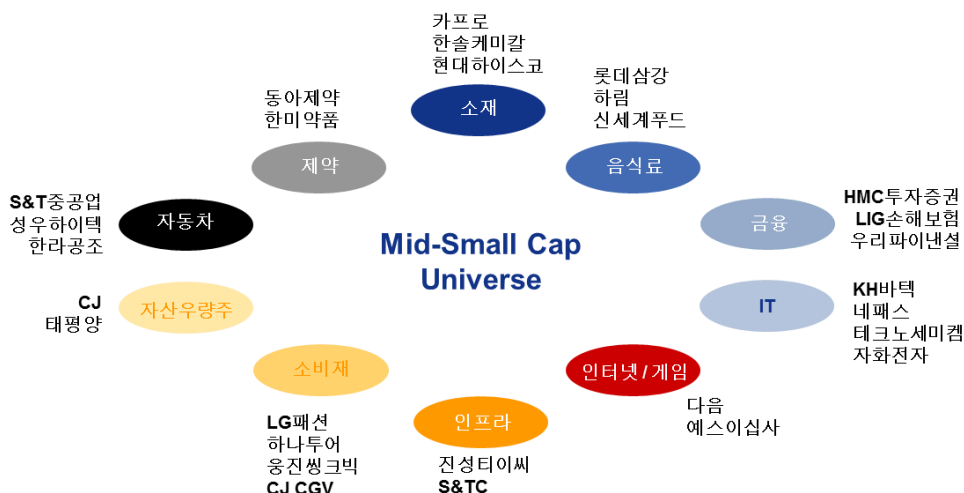 카프로
한솔케미칼
현대하이스코
소재
롯데삼강
하림
신세계푸드
음식료
HMC투자증권
LIG손해보험
우리파이낸셜
금융
KH바텍
네패스
테크노세미켐
자화전자
IT
인터넷/게임
다음
예스이십사
인프라
진성티이씨
S&TC
소비재
LG패션
하나투어
웅진씽크빅
CJ CGV
자산우량주
CJ
태평양
자동차
S&T중공업
성우하이텍
한라공조
제약
동아제약
한미약품
Mid-Small Cap
Universe